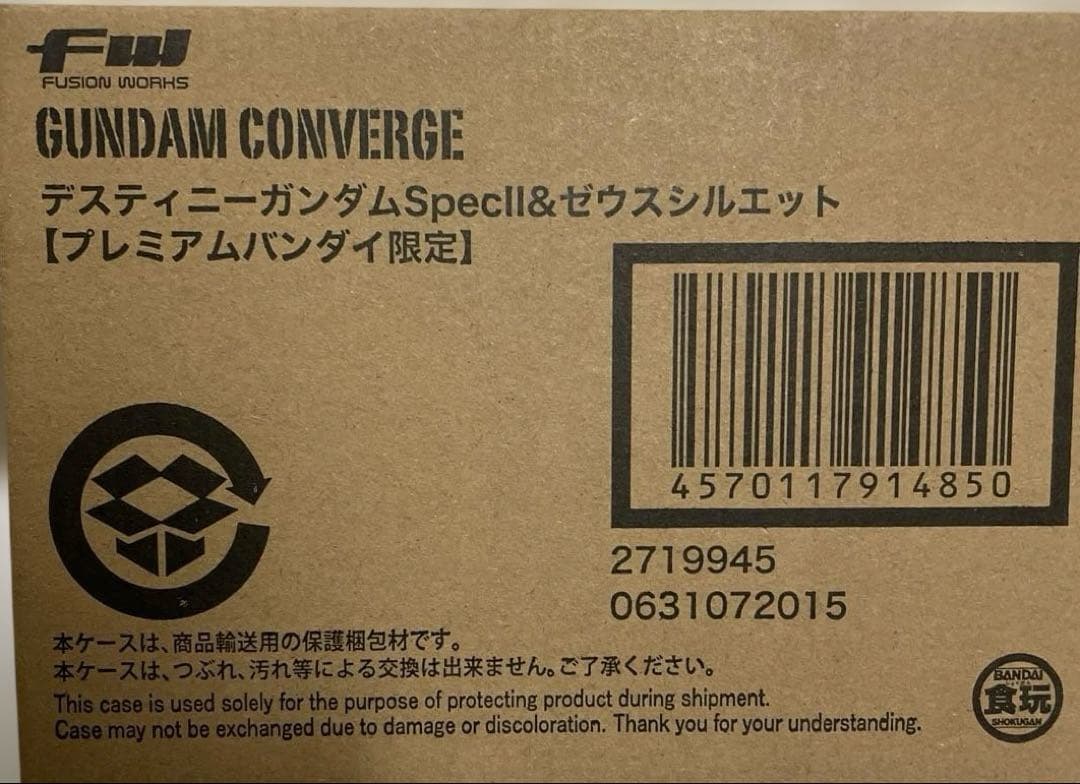 FW
FUSION WORKS
GUNDAM CONVERGE
デスティニーガンダムSpecII&ゼウスシルエット
【プレミアムバンダイ限定】
4570117914850
2719945
0631072015
本ケースは、商品輸送用の保護梱包材です。
本ケースは、つぶれ、汚れ等による交換は出来ません。ご了承ください。
This case is used solely for the purpose of protecting product during shipment.
Case may not be exchanged due to damage or discoloration. Thank you for your understanding.
BANDAI
食玩
SHOKUGAN